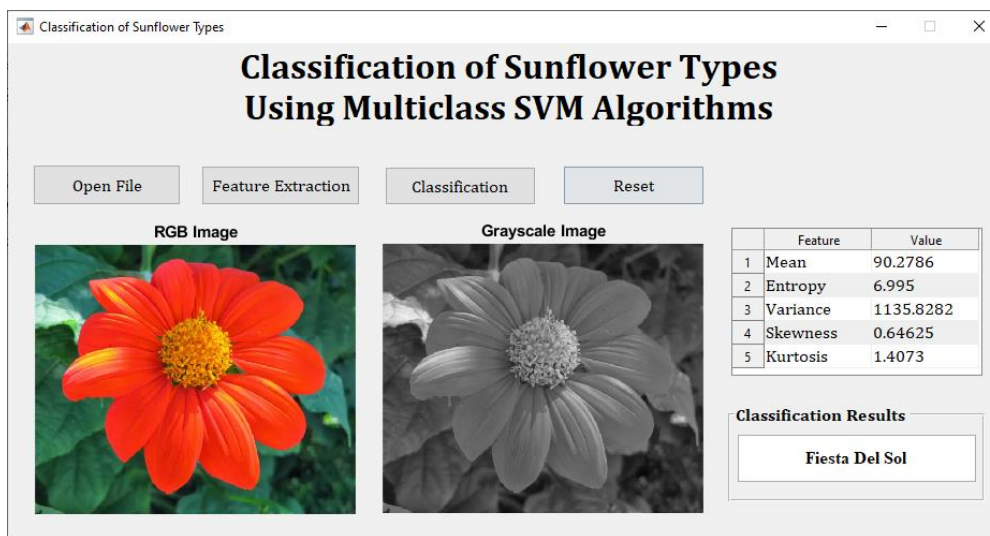 Classification of Sunflower Types
Classification of Sunflower Types
Using Multiclass SVM Algorithms
Open File
Feature Extraction
Classification
Reset
RGB Image
Grayscale Image
Feature Value
1 Mean 90.2786
2 Entropy 6.995
3 Variance 1135.8282
4 Skewness 0.64625
5 Kurtosis 1.4073
Classification Results
Fiesta Del Sol